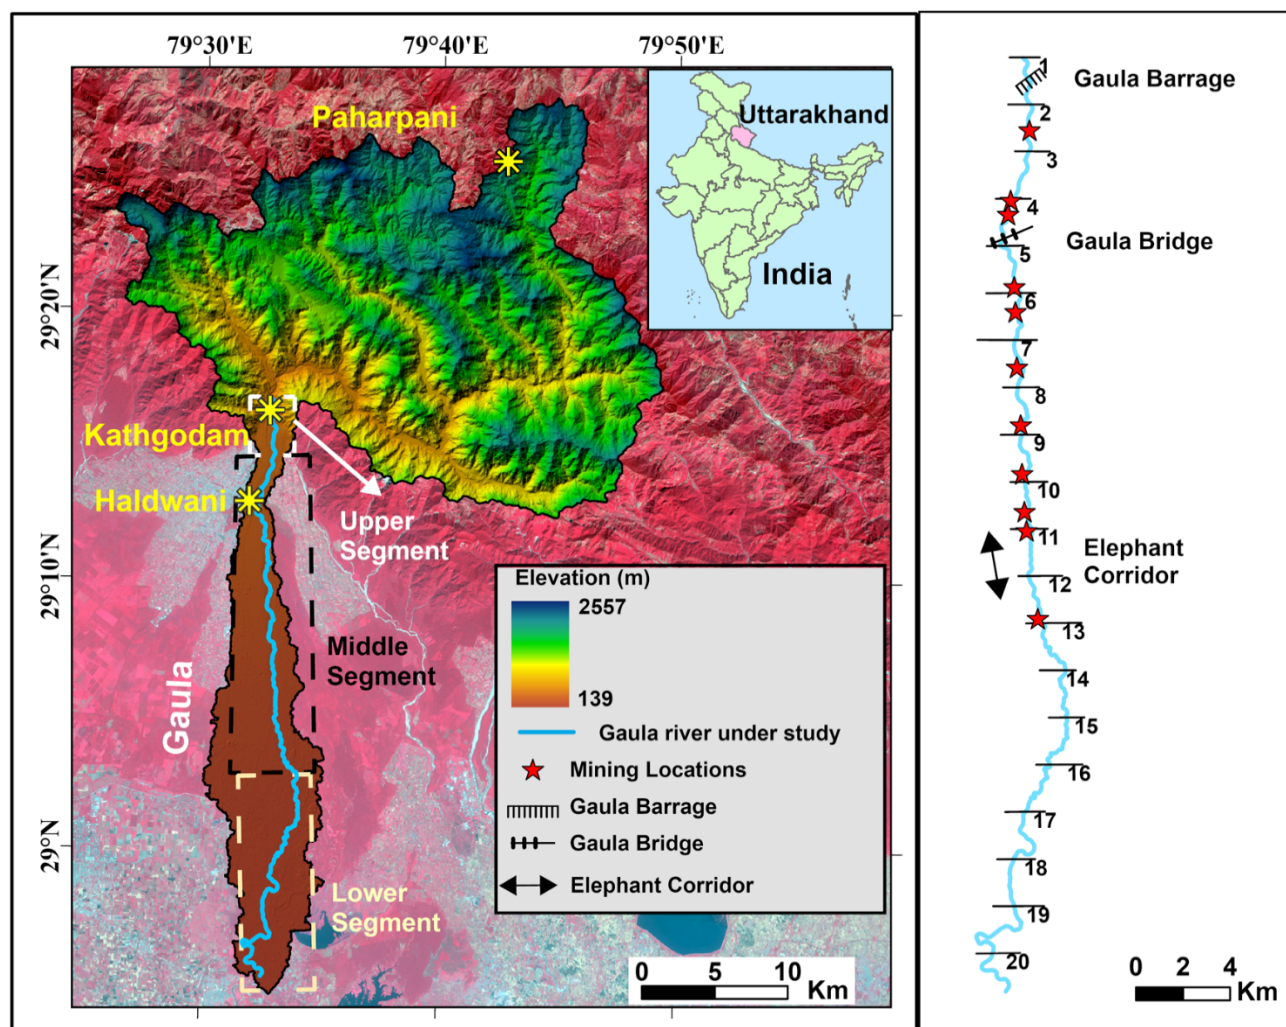 79°30'E
79°40'E
79°50'E
29°20'N
29°10'N
29°N
Paharpani
Kathgodam
Haldwani
Gaula
Upper
Segment
Middle
Segment
Lower
Segment
Uttarakhand
India
Elevation (m)
2557
139
Gaula river under study
Mining Locations
Gaula Barrage
Gaula Bridge
Elephant Corridor
0 5 10
Km
1
Gaula Barrage
2
3
4
Gaula Bridge
5
6
7
8
9
10
11
Elephant
Corridor
12
13
14
15
16
17
18
19
20
0 2 4
Km